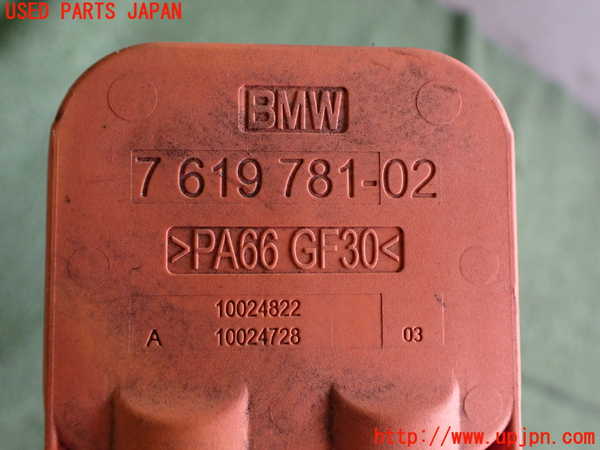 USED PARTS JAPAN
BMW
7 619 781-02
>PA66 GF30<
10024822
A 10024728 03
http://www.upjpn.com